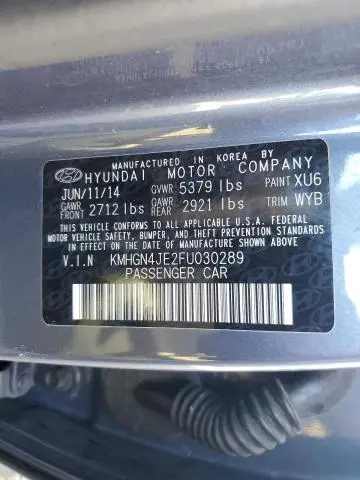 MANUFACTURED IN KOREA BY
HYUNDAI MOTOR COMPANY
JUN/11/14 GVWR 5379 lbs PAINT XU6
GAWR FRONT 2712 lbs GAWR REAR 2921 lbs TRIM WYB
THIS VEHICLE CONFORMS TO ALL APPLICABLE U.S.A. FEDERAL
MOTOR VEHICLE SAFETY, BUMPER, AND THEFT PREVENTION
STANDARDS IN EFFECT ON THE DATE OF MANUFACTURE SHOWN ABOVE.
V.I.N KMHGN4JE2FU030289
PASSENGER CAR